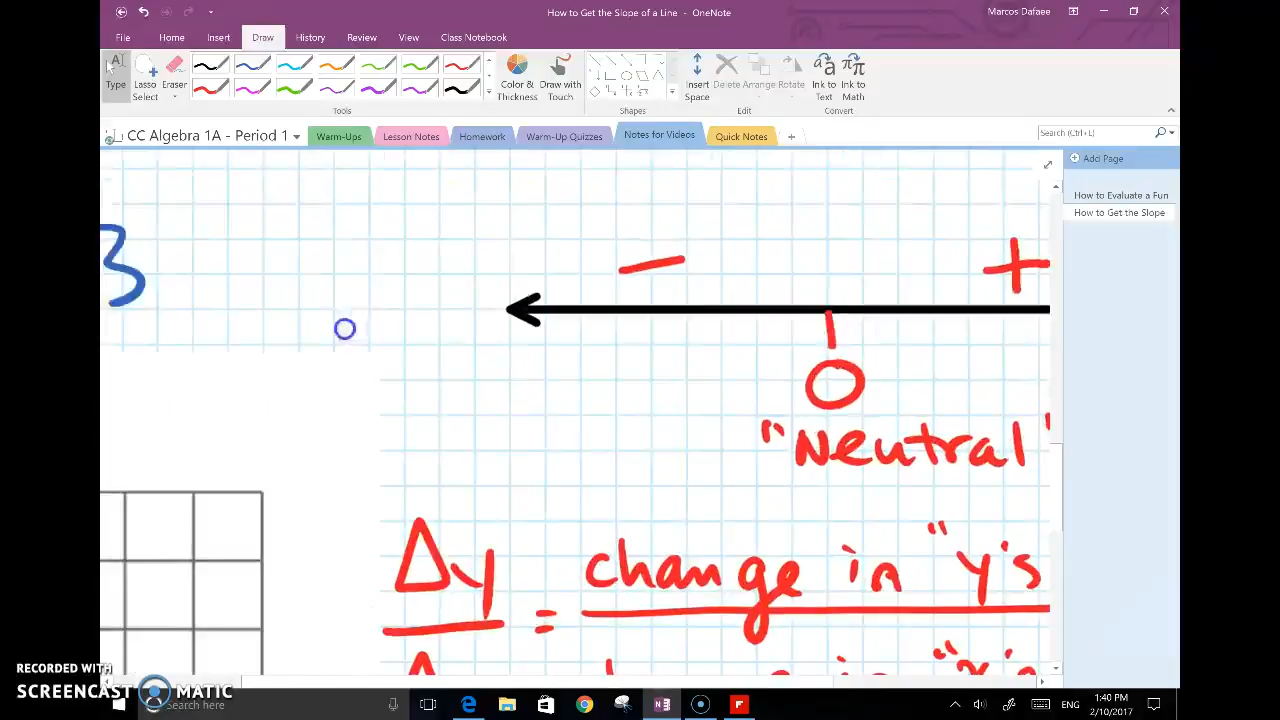 How to Get the Slope of a Line - OneNote
Marcos Dafaee
File Home Insert Draw History Review View Class Notebook
Type
Lasso Select
Eraser
Color & Thickness
Draw with Touch
Insert Space
Delete Arrange Rotate
Ink to Text
Ink to Math
Tools Shapes Edit Convert
CC Algebra 1A - Period 1
Warm-Ups Lesson Notes Homework Warm-Up Quizzes Notes for Videos Quick Notes
Search (Ctrl+E)
Add Page
How to Evaluate a Fun
How to Get the Slope
3
- +
0
"Neutral"
Δy = change in "y's
in "x's
RECORDED WITH
SCREENCAST MATIC
Search here
ENG
1:40 PM
2/10/2017